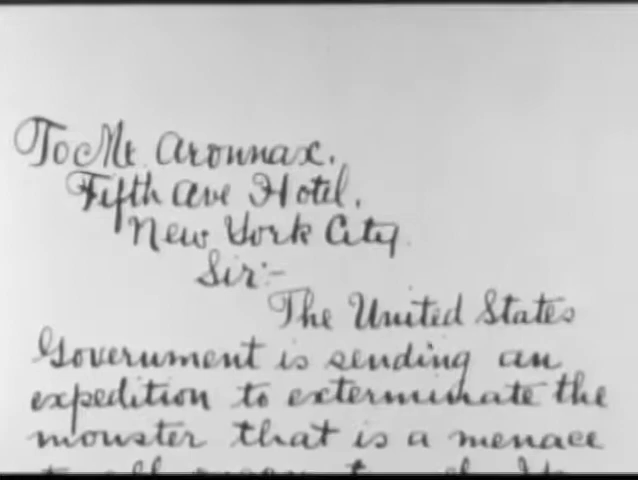 To Mr. Aronnax.
Fifth Ave Hotel.
New York City.
Sir:-
The United States
Government is sending an
expedition to exterminate the
monster that is a menace